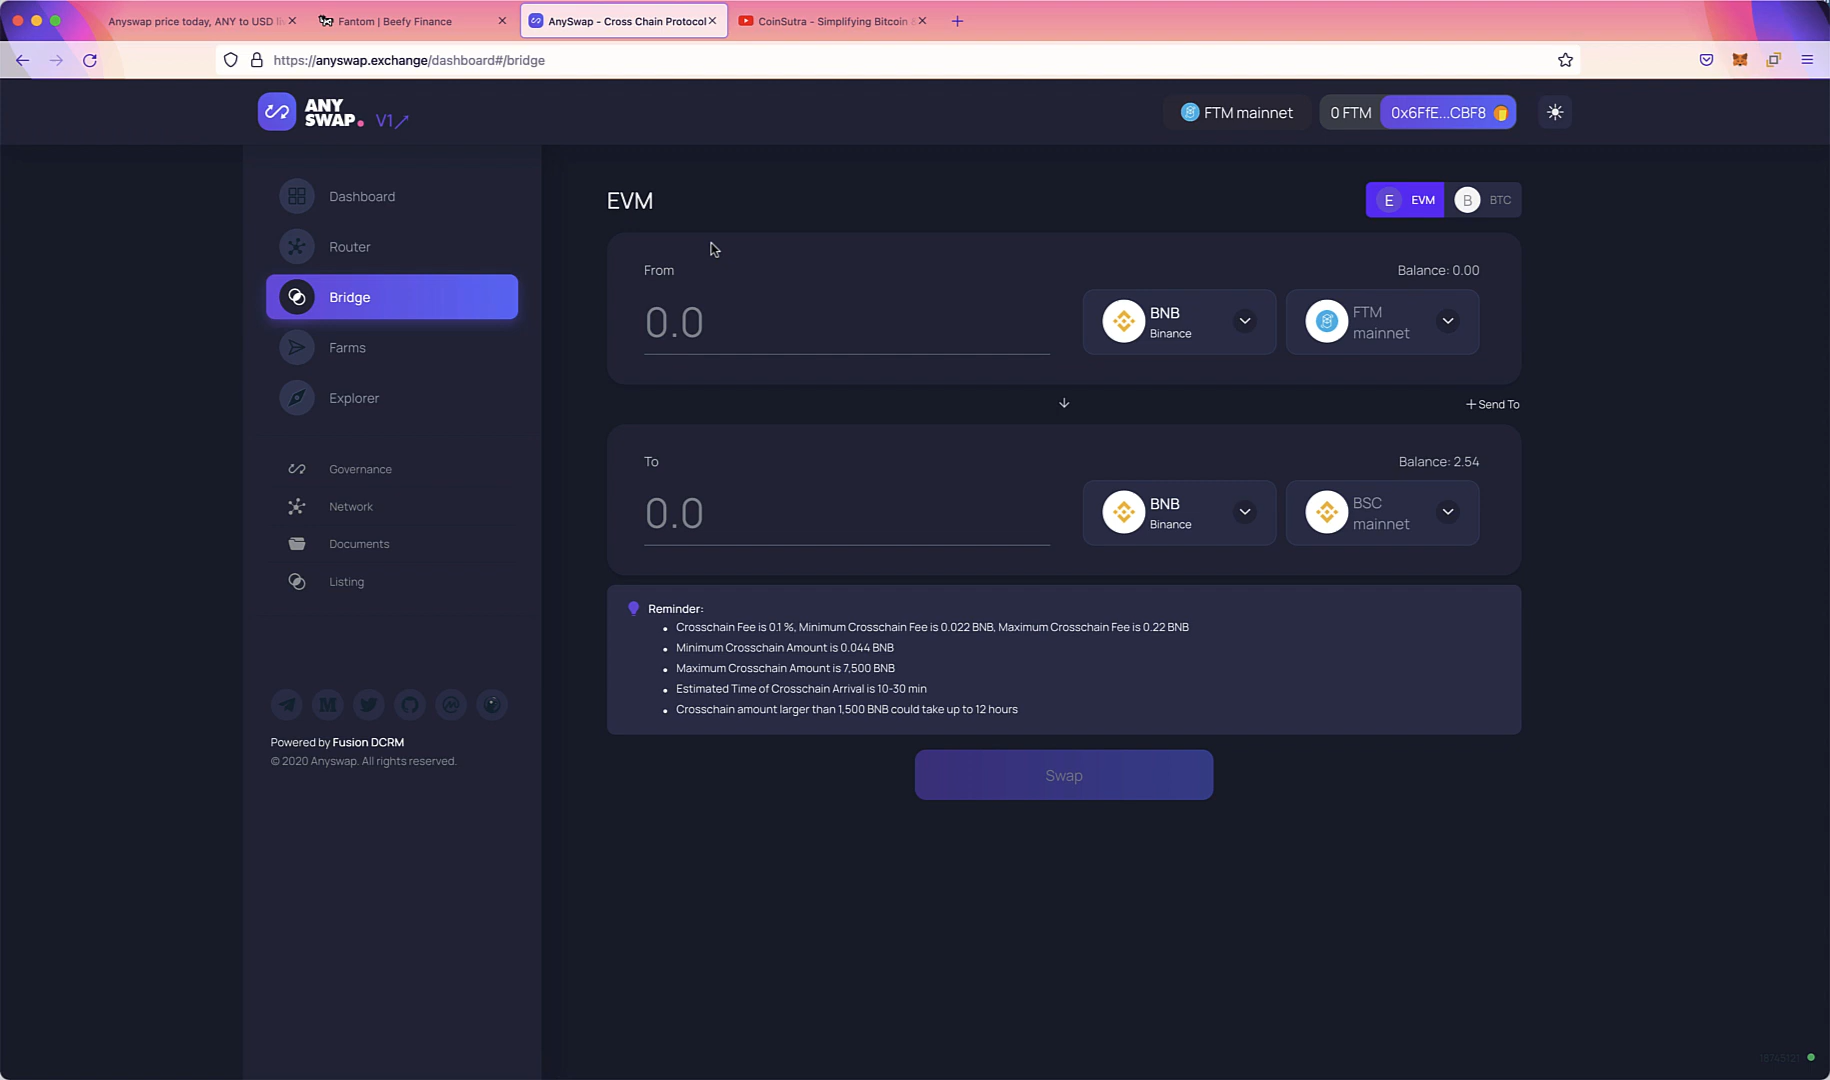 Anyswap price today, ANY to USD li
Fantom | Beefy Finance
AnySwap - Cross Chain Protocol
CoinSutra - Simplifying Bitcoin &
https://anyswap.exchange/dashboard#/bridge
ANY
SWAP.
V1
FTM mainnet
0 FTM
0x6FfE...CBF8
Dashboard
Router
Bridge
Farms
Explorer
Governance
Network
Documents
Listing
M
Powered by Fusion DCRM
© 2020 Anyswap. All rights reserved.
EVM
E EVM
B BTC
From
Balance: 0.00
0.0
BNB
Binance
FTM
mainnet
+ Send To
To
Balance: 2.54
0.0
BNB
Binance
BSC
mainnet
Reminder:
Crosschain Fee is 0.1 %, Minimum Crosschain Fee is 0.022 BNB, Maximum Crosschain Fee is 0.22 BNB
Minimum Crosschain Amount is 0.044 BNB
Maximum Crosschain Amount is 7,500 BNB
Estimated Time of Crosschain Arrival is 10-30 min
Crosschain amount larger than 1,500 BNB could take up to 12 hours
Swap